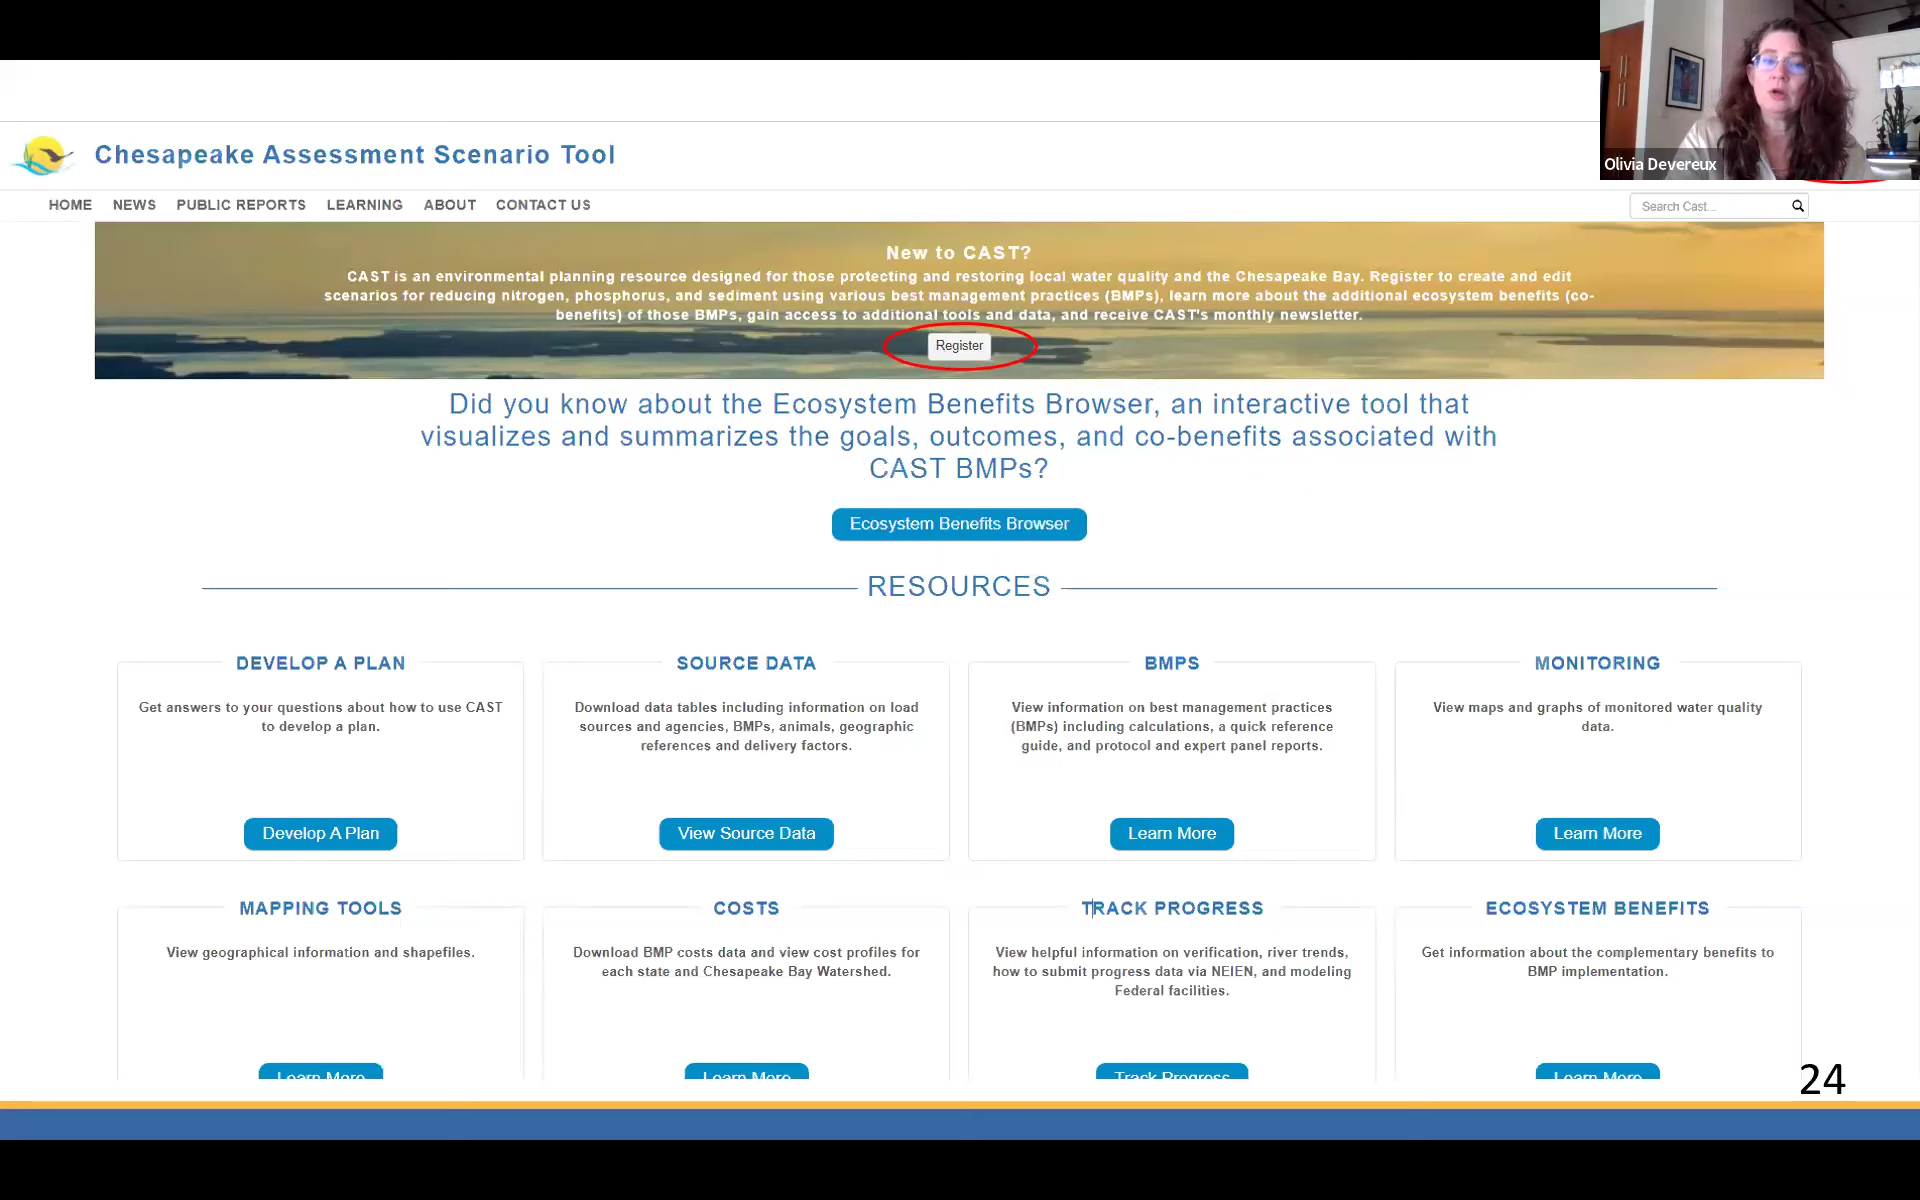 Olivia Devereux
Chesapeake Assessment Scenario Tool
HOME NEWS PUBLIC REPORTS LEARNING ABOUT CONTACT US
Search Cast...
New to CAST?
CAST is an environmental planning resource designed for those protecting and restoring local water quality and the Chesapeake Bay. Register to create and edit
scenarios for reducing nitrogen, phosphorus, and sediment using various best management practices (BMPs), learn more about the additional ecosystem benefits (co-
benefits) of those BMPs, gain access to additional tools and data, and receive CAST's monthly newsletter.
Register
Did you know about the Ecosystem Benefits Browser, an interactive tool that
visualizes and summarizes the goals, outcomes, and co-benefits associated with
CAST BMPs?
Ecosystem Benefits Browser
RESOURCES
DEVELOP A PLAN
Get answers to your questions about how to use CAST
to develop a plan.
Develop A Plan
SOURCE DATA
Download data tables including information on load
sources and agencies, BMPs, animals, geographic
references and delivery factors.
View Source Data
BMPS
View information on best management practices
(BMPs) including calculations, a quick reference
guide, and protocol and expert panel reports.
Learn More
MONITORING
View maps and graphs of monitored water quality
data.
Learn More
MAPPING TOOLS
View geographical information and shapefiles.
Learn More
COSTS
Download BMP costs data and view cost profiles for
each state and Chesapeake Bay Watershed.
Learn More
TRACK PROGRESS
View helpful information on verification, river trends,
how to submit progress data via NEIEN, and modeling
Federal facilities.
Track Progress
ECOSYSTEM BENEFITS
Get information about the complementary benefits to
BMP implementation.
Learn More
24